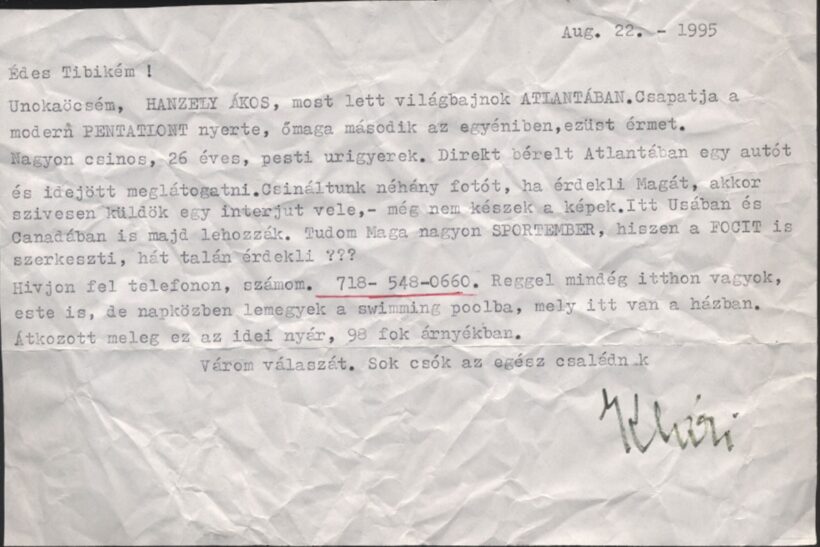 Aug. 22. - 1995
Édes Tibikém !
Unokaöcsém, HANZELY ÁKOS, most lett világbajnok ATLANTÁBAN.Csapatja a
modern PENTATIONT nyerte, őmaga második az egyéniben,ezüst érmet.
Nagyon csinos, 26 éves, pesti urigyerek. Direkt bérelt Atlantában egy autót
és idejött meglátogatni.Csináltunk néhány fotót, ha érdekli Magát, akkor
szivesen küldök egy interjut vele,- még nem készek a képek.Itt Usában és
Canadában is majd lehozzák. Tudom Maga nagyon SPORTEMBER, hiszen a FOCIT is
szerkeszti, hát talán érdekli ???
Hivjon fel telefonon, számom. 718- 548-0660. Reggel mindég itthon vagyok,
este is, de napközben lemegyek a swimming poolba, mely itt van a házban.
Átkozott meleg ez az idei nyár, 98 fok árnyékban.
Várom válaszát. Sok csók az egész családn.k
Klári